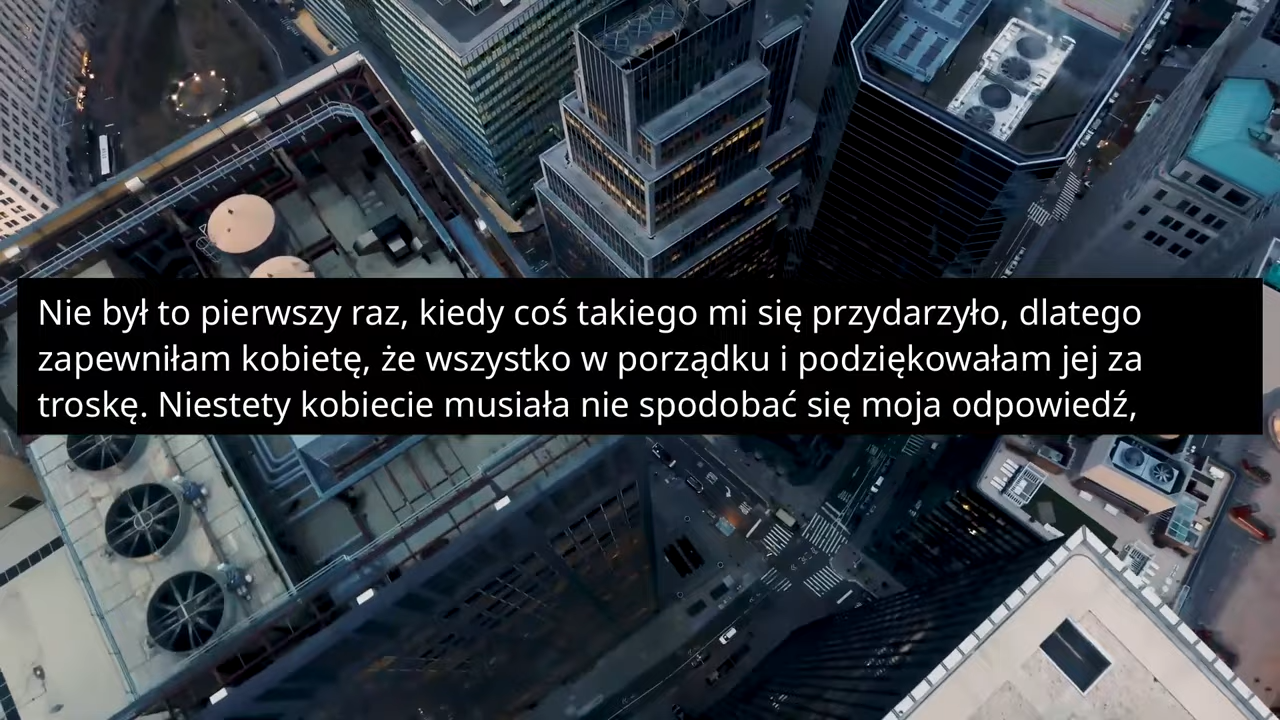 Nie był to pierwszy raz, kiedy coś takiego mi się przydarzyło, dlatego
zapewniłam kobietę, że wszystko w porządku i podziękowałam jej za
troskę. Niestety kobiecie musiała nie spodobać się moja odpowiedź,